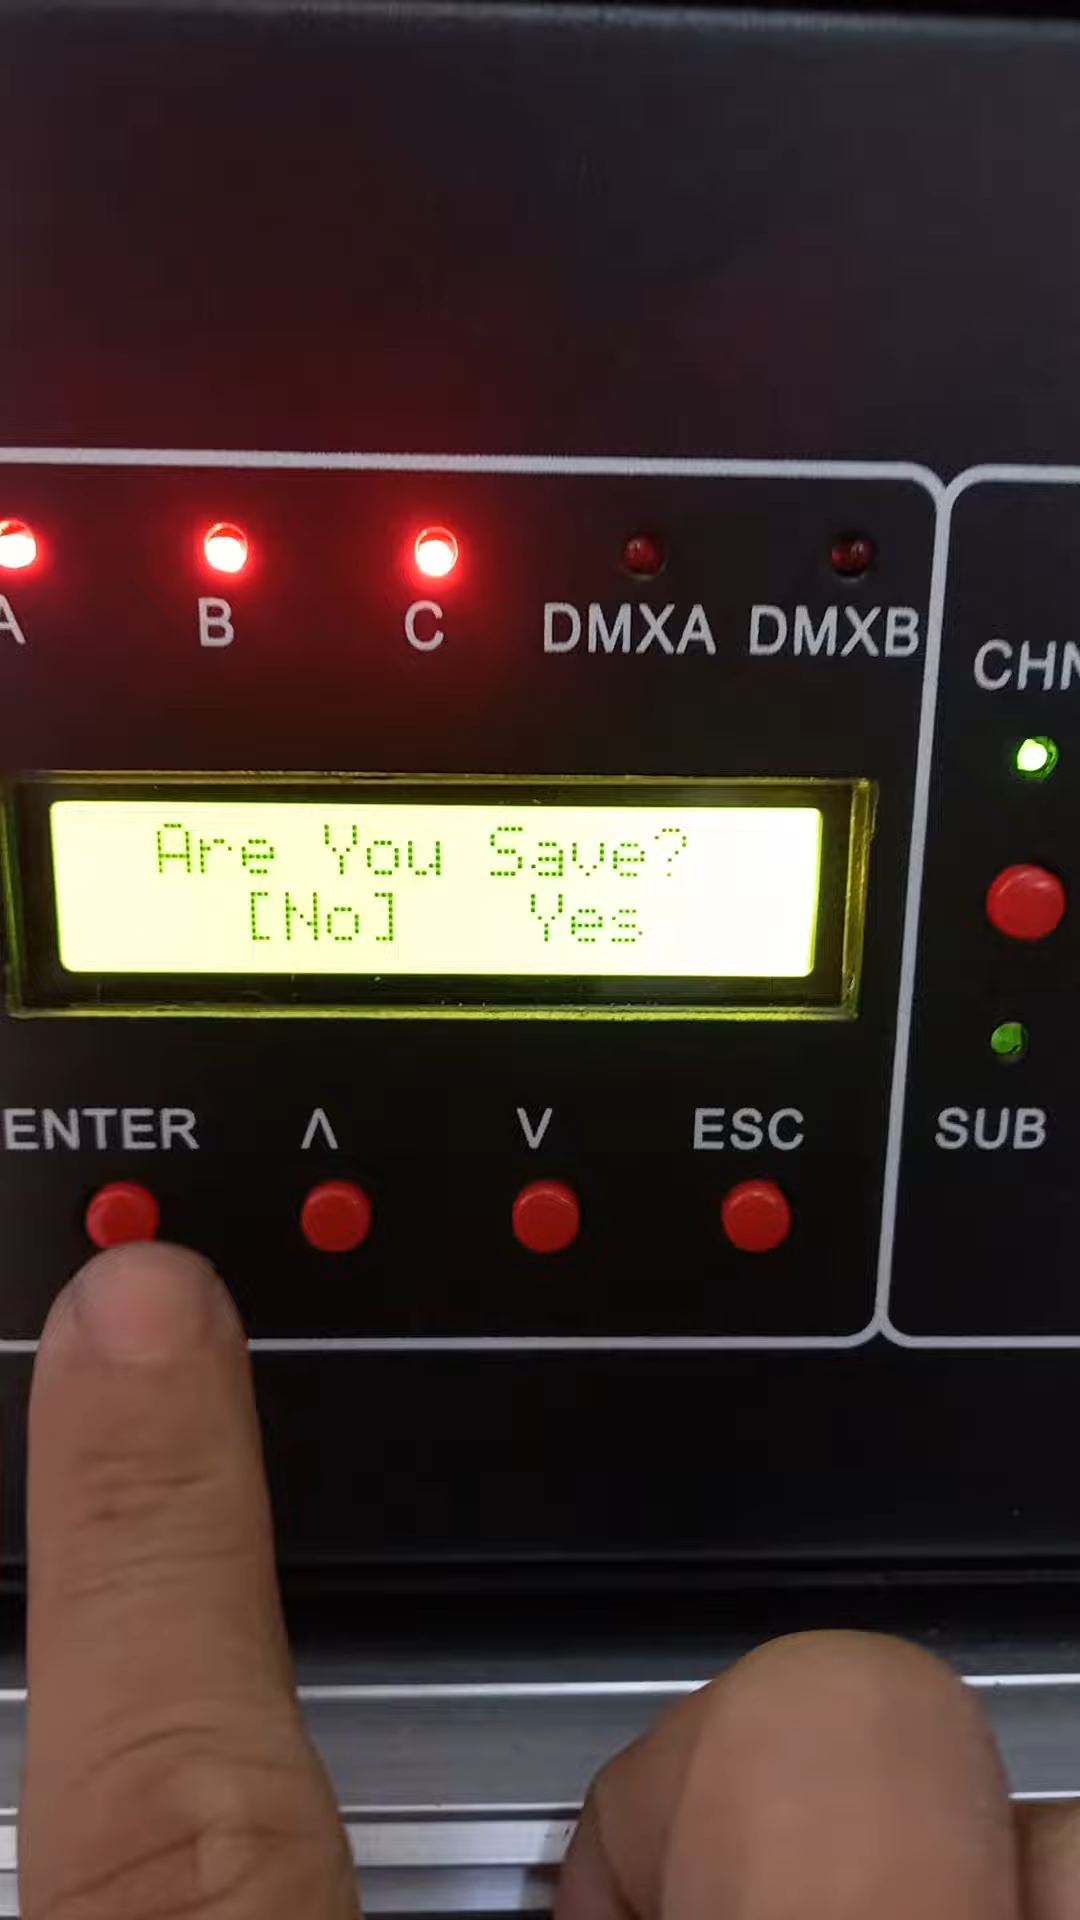 A B C DMXA DMXB
CHN
Are You Save?
[No] Yes
ENTER Λ V ESC
SUB